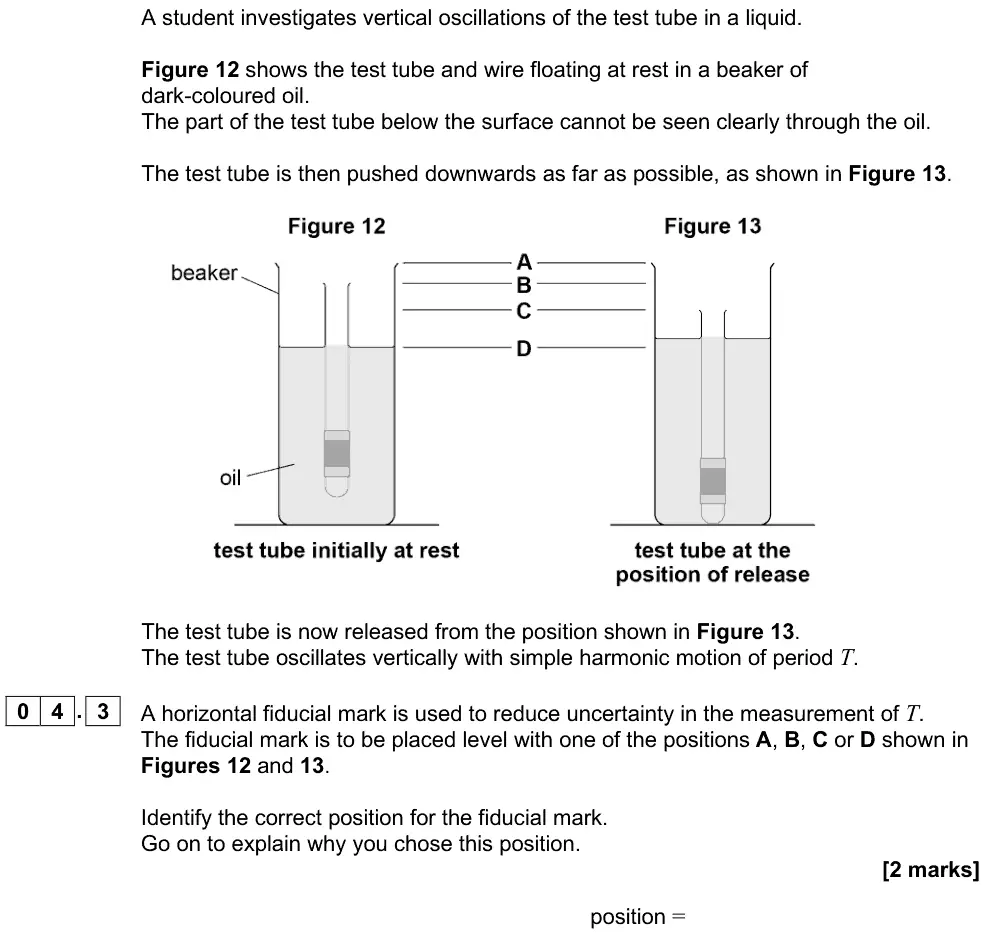 A student investigates vertical oscillations of the test tube in a liquid.
Figure 12 shows the test tube and wire floating at rest in a beaker of
dark-coloured oil.
The part of the test tube below the surface cannot be seen clearly through the oil.
The test tube is then pushed downwards as far as possible, as shown in Figure 13.
Figure 12
Figure 13
beaker
A
B
C
D
oil
test tube initially at rest
test tube at the
position of release
The test tube is now released from the position shown in Figure 13.
The test tube oscillates vertically with simple harmonic motion of period T.
0 4 . 3 A horizontal fiducial mark is used to reduce uncertainty in the measurement of T.
The fiducial mark is to be placed level with one of the positions A, B, C or D shown in
Figures 12 and 13.
Identify the correct position for the fiducial mark.
Go on to explain why you chose this position.
[2 marks]
position =